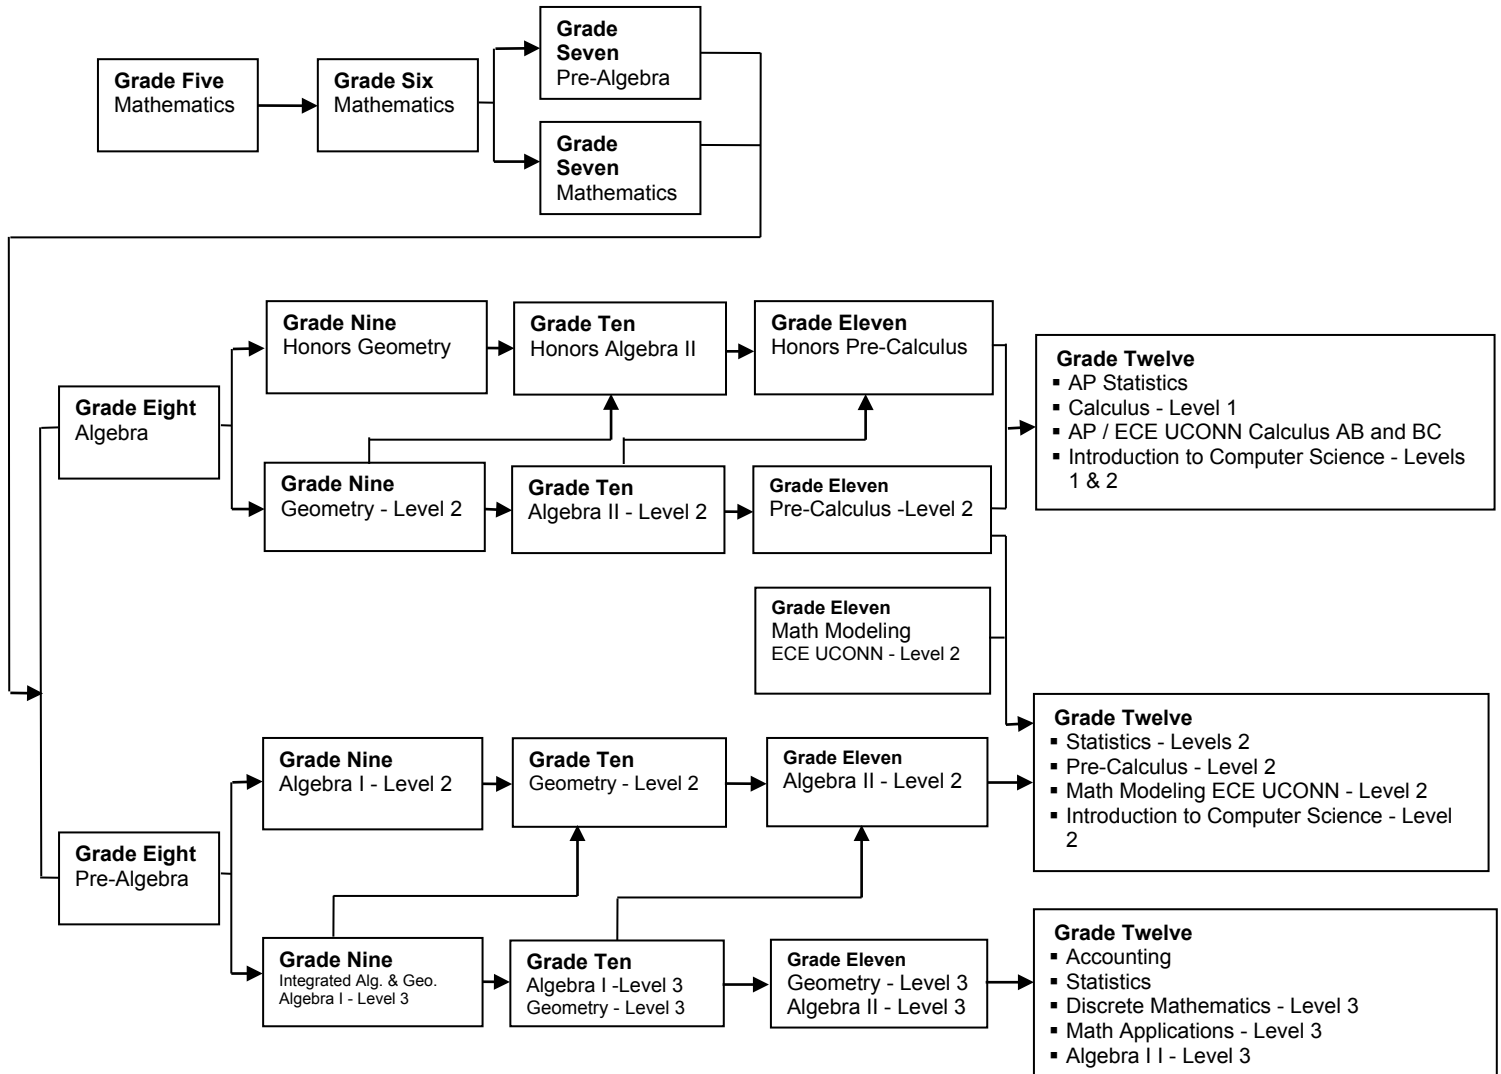 Grade
Seven
Pre-Algebra
Grade Five
Mathematics
Grade Six
Mathematics
Grade
Seven
Mathematics
Grade Nine
Honors Geometry
Grade Ten
Honors Algebra II
Grade Eleven
Honors Pre-Calculus
Grade Twelve
▪ AP Statistics
▪ Calculus - Level 1
▪ AP / ECE UCONN Calculus AB and BC
▪ Introduction to Computer Science - Levels
1 & 2
Grade Eight
Algebra
Grade Nine
Geometry - Level 2
Grade Ten
Algebra II - Level 2
Grade Eleven
Pre-Calculus -Level 2
Grade Eleven
Math Modeling
ECE UCONN - Level 2
Grade Twelve
▪ Statistics - Levels 2
▪ Pre-Calculus - Level 2
▪ Math Modeling ECE UCONN - Level 2
▪ Introduction to Computer Science - Level
2
Grade Nine
Algebra I - Level 2
Grade Ten
Geometry - Level 2
Grade Eleven
Algebra II - Level 2
Grade Eight
Pre-Algebra
Grade Nine
Integrated Alg. & Geo.
Algebra I - Level 3
Grade Ten
Algebra I -Level 3
Geometry - Level 3
Grade Eleven
Geometry - Level 3
Algebra II - Level 3
Grade Twelve
▪ Accounting
▪ Statistics
▪ Discrete Mathematics - Level 3
▪ Math Applications - Level 3
▪ Algebra I I - Level 3